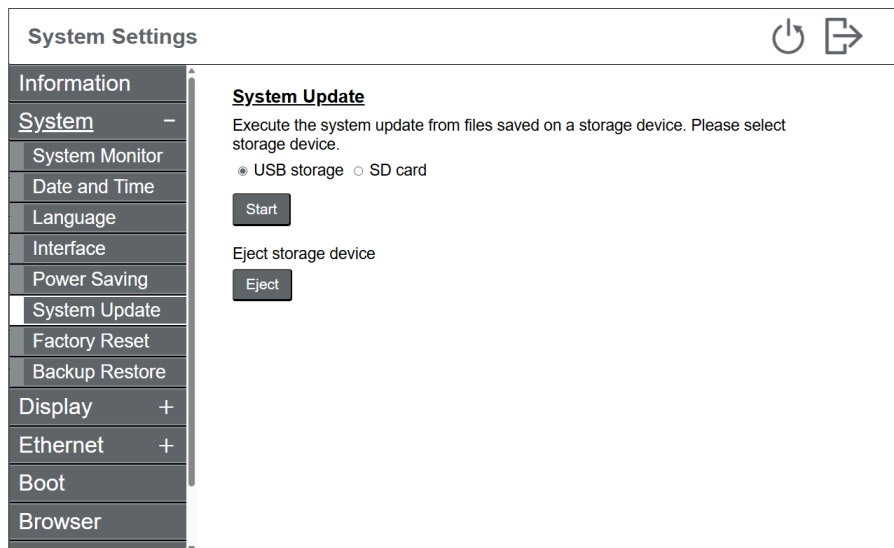 System Settings
Information
System −
System Monitor
Date and Time
Language
Interface
Power Saving
System Update
Factory Reset
Backup Restore
Display +
Ethernet +
Boot
Browser
System Update
Execute the system update from files saved on a storage device. Please select
storage device.
USB storage SD card
Start
Eject storage device
Eject